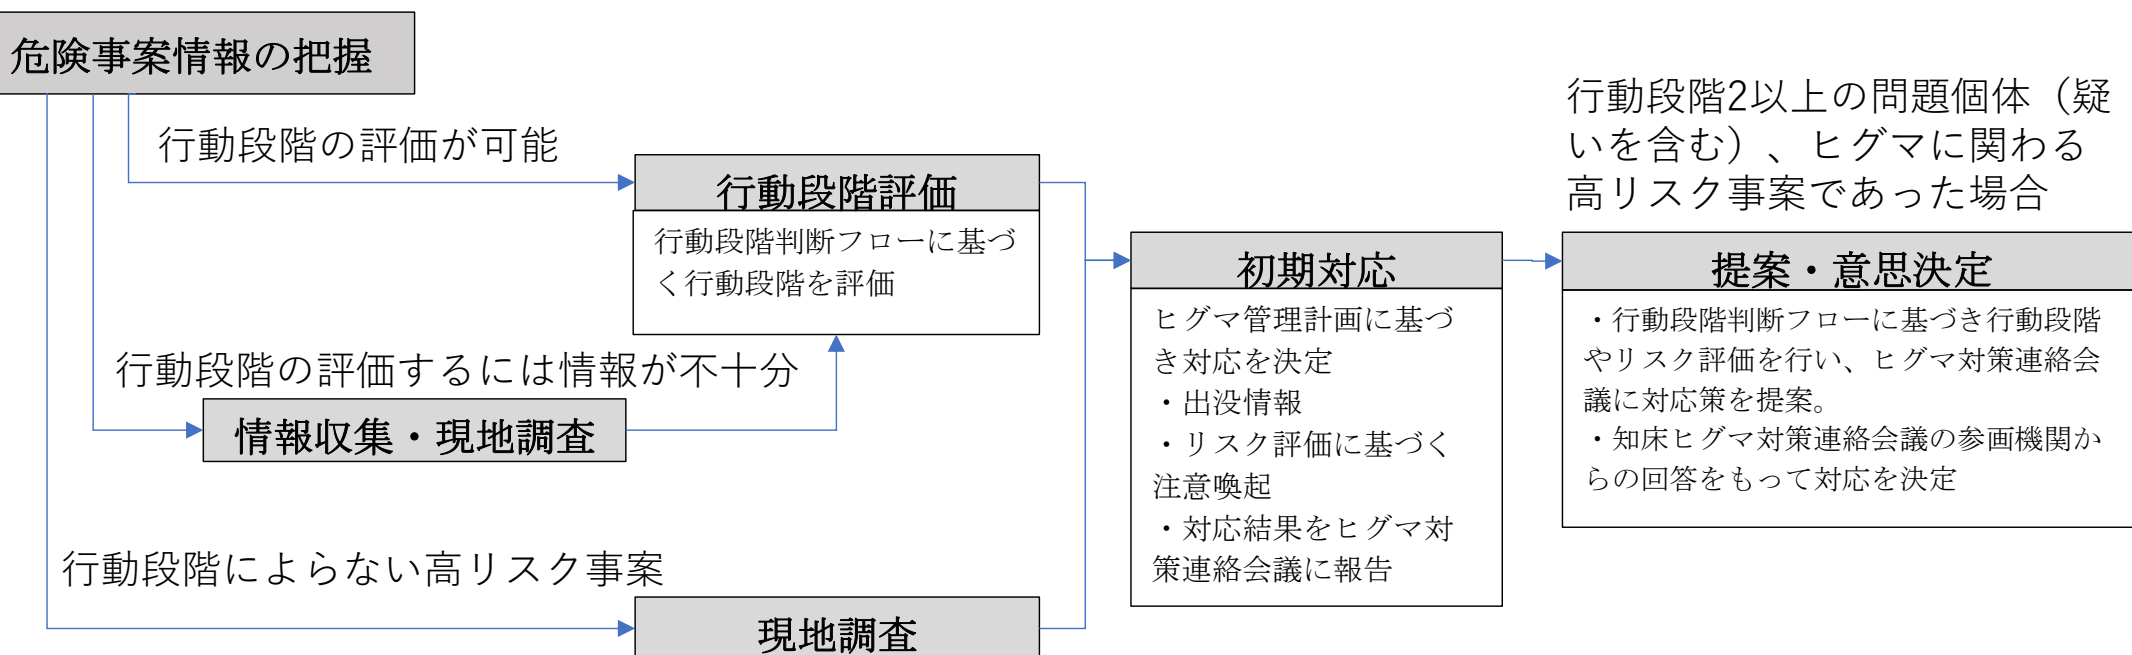 危険事案情報の把握
行動段階の評価が可能
行動段階評価
行動段階判断フローに基づ
く行動段階を評価
行動段階の評価するには情報が不十分
情報収集・現地調査
行動段階によらない高リスク事案
現地調査
初期対応
ヒグマ管理計画に基づ
き対応を決定
・出没情報
・リスク評価に基づく
注意喚起
・対応結果をヒグマ対
策連絡会議に報告
行動段階2以上の問題個体（疑
いを含む）、ヒグマに関わる
高リスク事案であった場合
提案・意思決定
・行動段階判断フローに基づき行動段階
やリスク評価を行い、ヒグマ対策連絡会
議に対応策を提案。
・知床ヒグマ対策連絡会議の参画機関か
らの回答をもって対応を決定